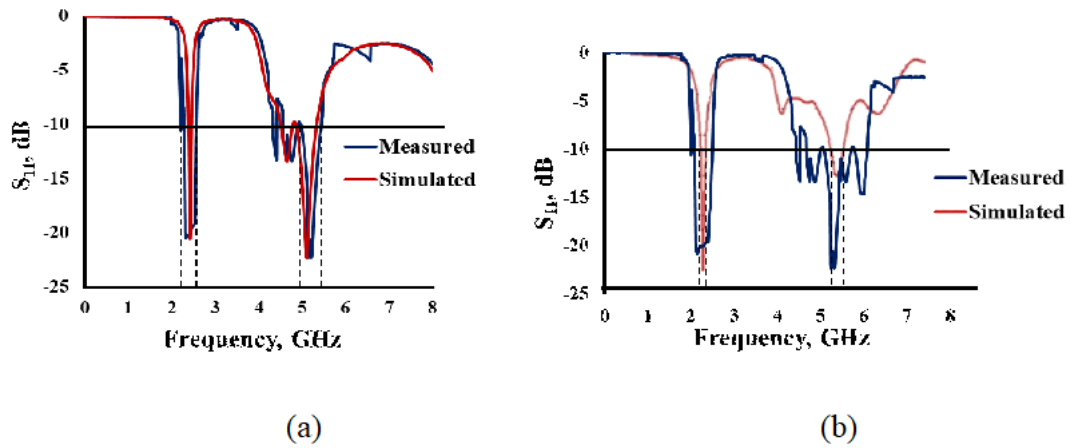 0
-5
-10
-15
-20
-25
S11, dB
Measured
Simulated
0 1 2 3 4 5 6 7 8
Frequency, GHz
(a)
0
-5
-10
-15
-20
-25
S11, dB
Measured
Simulated
0 1 2 3 4 5 6 7 8
Frequency, GHz
(b)